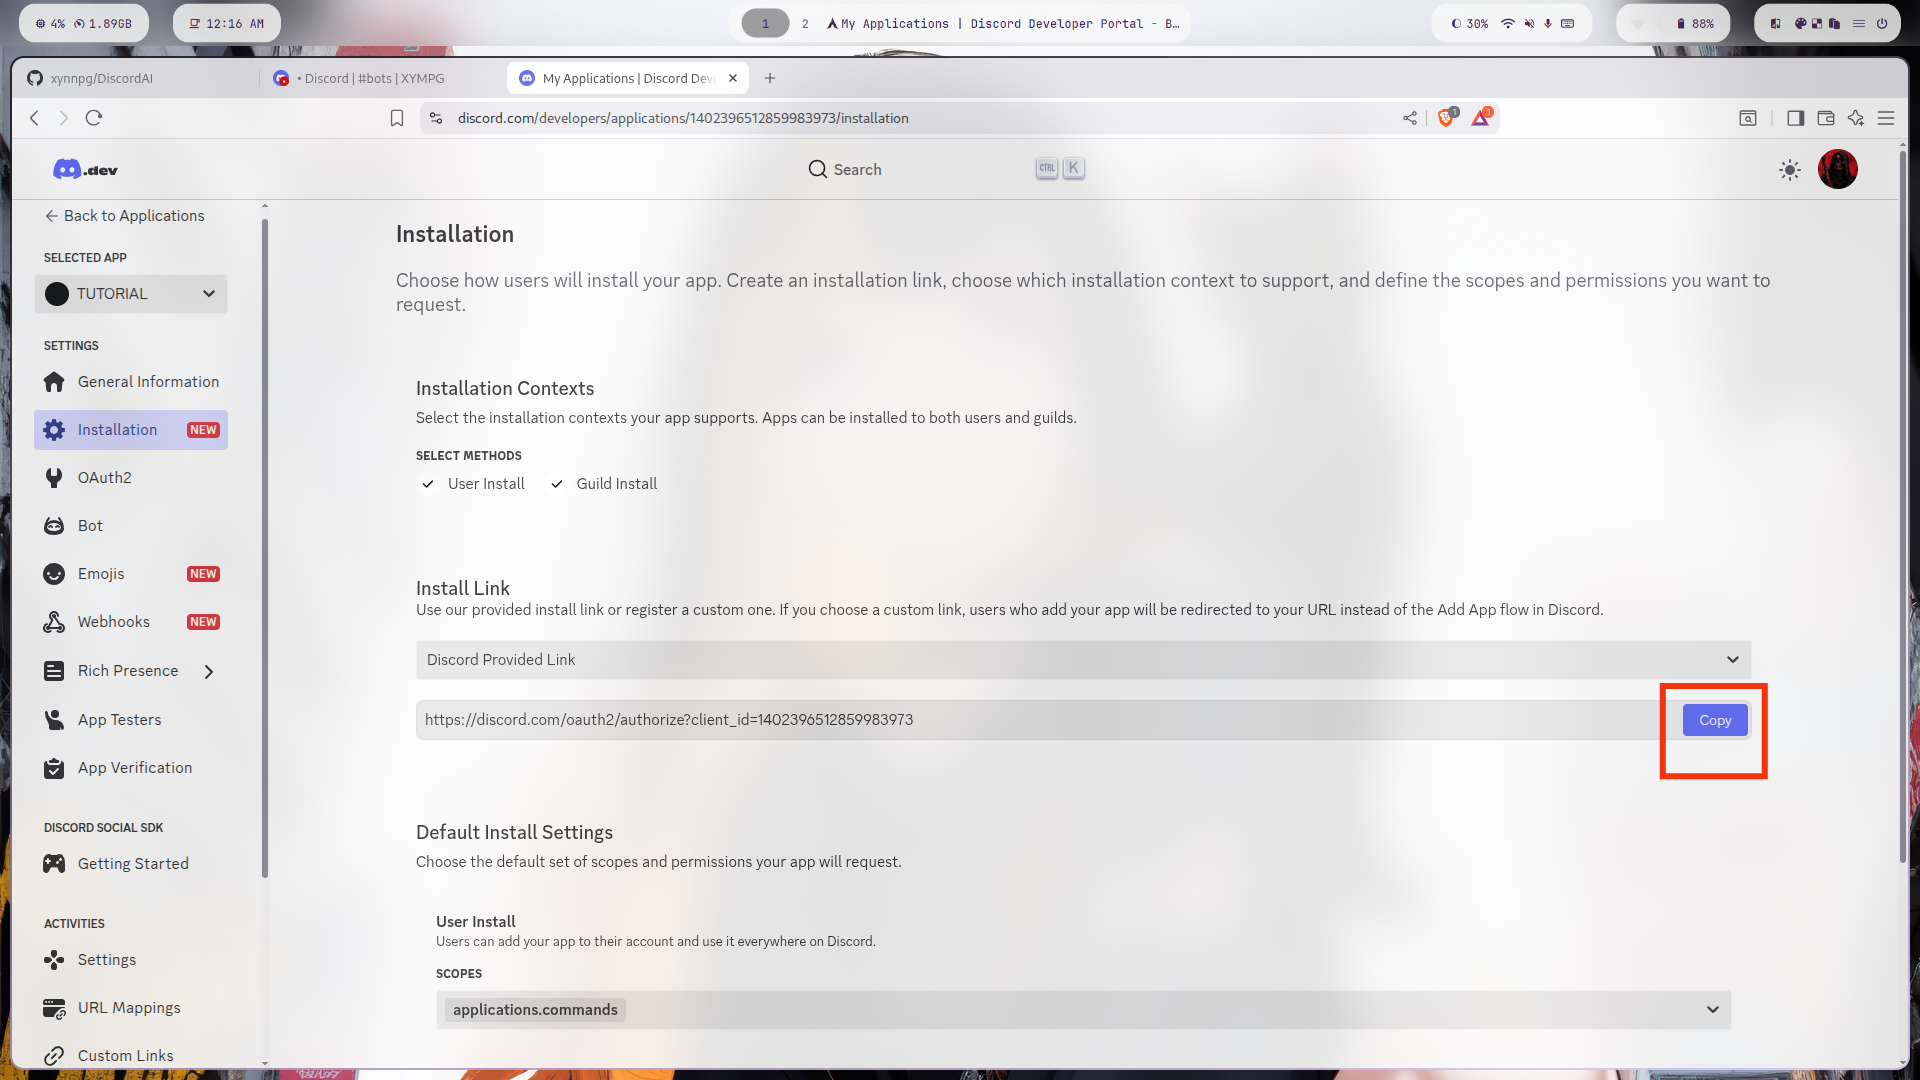 4% 1.89GB
12:16 AM
1 2 My Applications | Discord Developer Portal - B…
30%
88%
xynnpg/DiscordAI
• Discord | #bots | XYMPG
My Applications | Discord Dev
discord.com/developers/applications/1402396512859983973/installation
1
1
.dev
Search
CTRL K
Back to Applications
SELECTED APP
TUTORIAL
SETTINGS
General Information
Installation NEW
OAuth2
Bot
Emojis NEW
Webhooks NEW
Rich Presence
App Testers
App Verification
DISCORD SOCIAL SDK
Getting Started
ACTIVITIES
Settings
URL Mappings
Custom Links
Installation
Choose how users will install your app. Create an installation link, choose which installation context to support, and define the scopes and permissions you want to
request.
Installation Contexts
Select the installation contexts your app supports. Apps can be installed to both users and guilds.
SELECT METHODS
User Install Guild Install
Install Link
Use our provided install link or register a custom one. If you choose a custom link, users who add your app will be redirected to your URL instead of the Add App flow in Discord.
Discord Provided Link
https://discord.com/oauth2/authorize?client_id=1402396512859983973
Copy
Default Install Settings
Choose the default set of scopes and permissions your app will request.
User Install
Users can add your app to their account and use it everywhere on Discord.
SCOPES
applications.commands